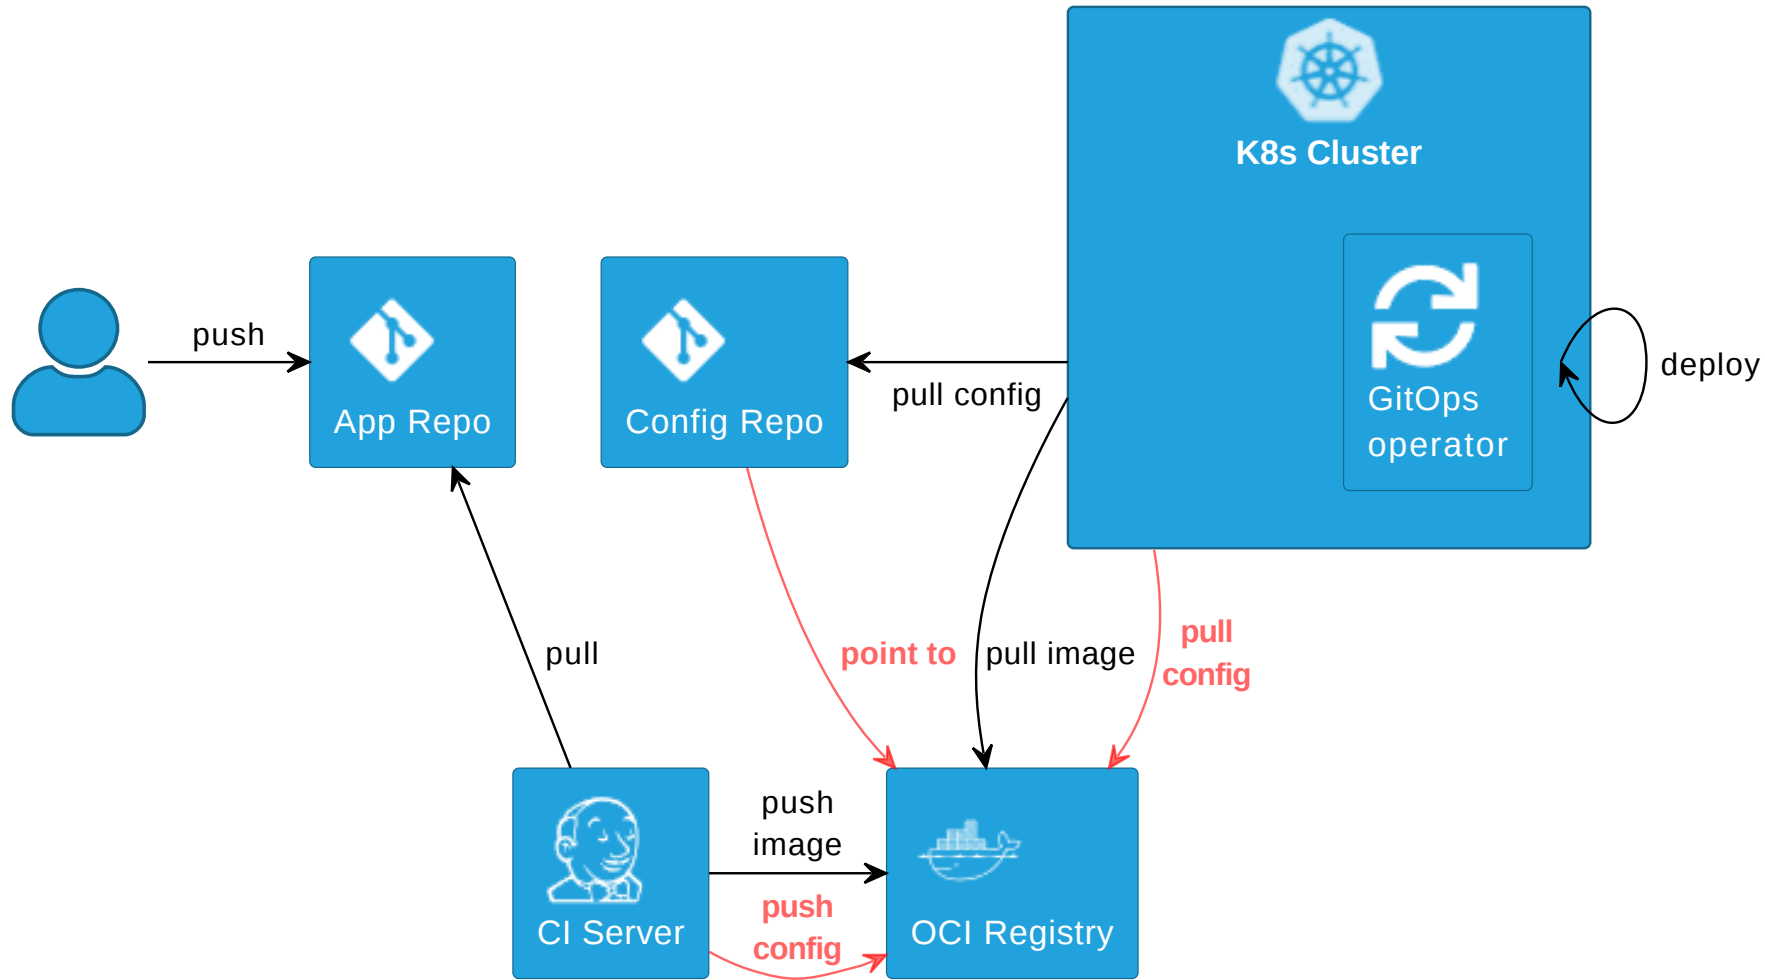 K8s Cluster
push
App Repo
Config Repo
pull config
GitOps
operator
deploy
pull
point to
pull image
pull
config
push
image
push
config
CI Server
OCI Registry